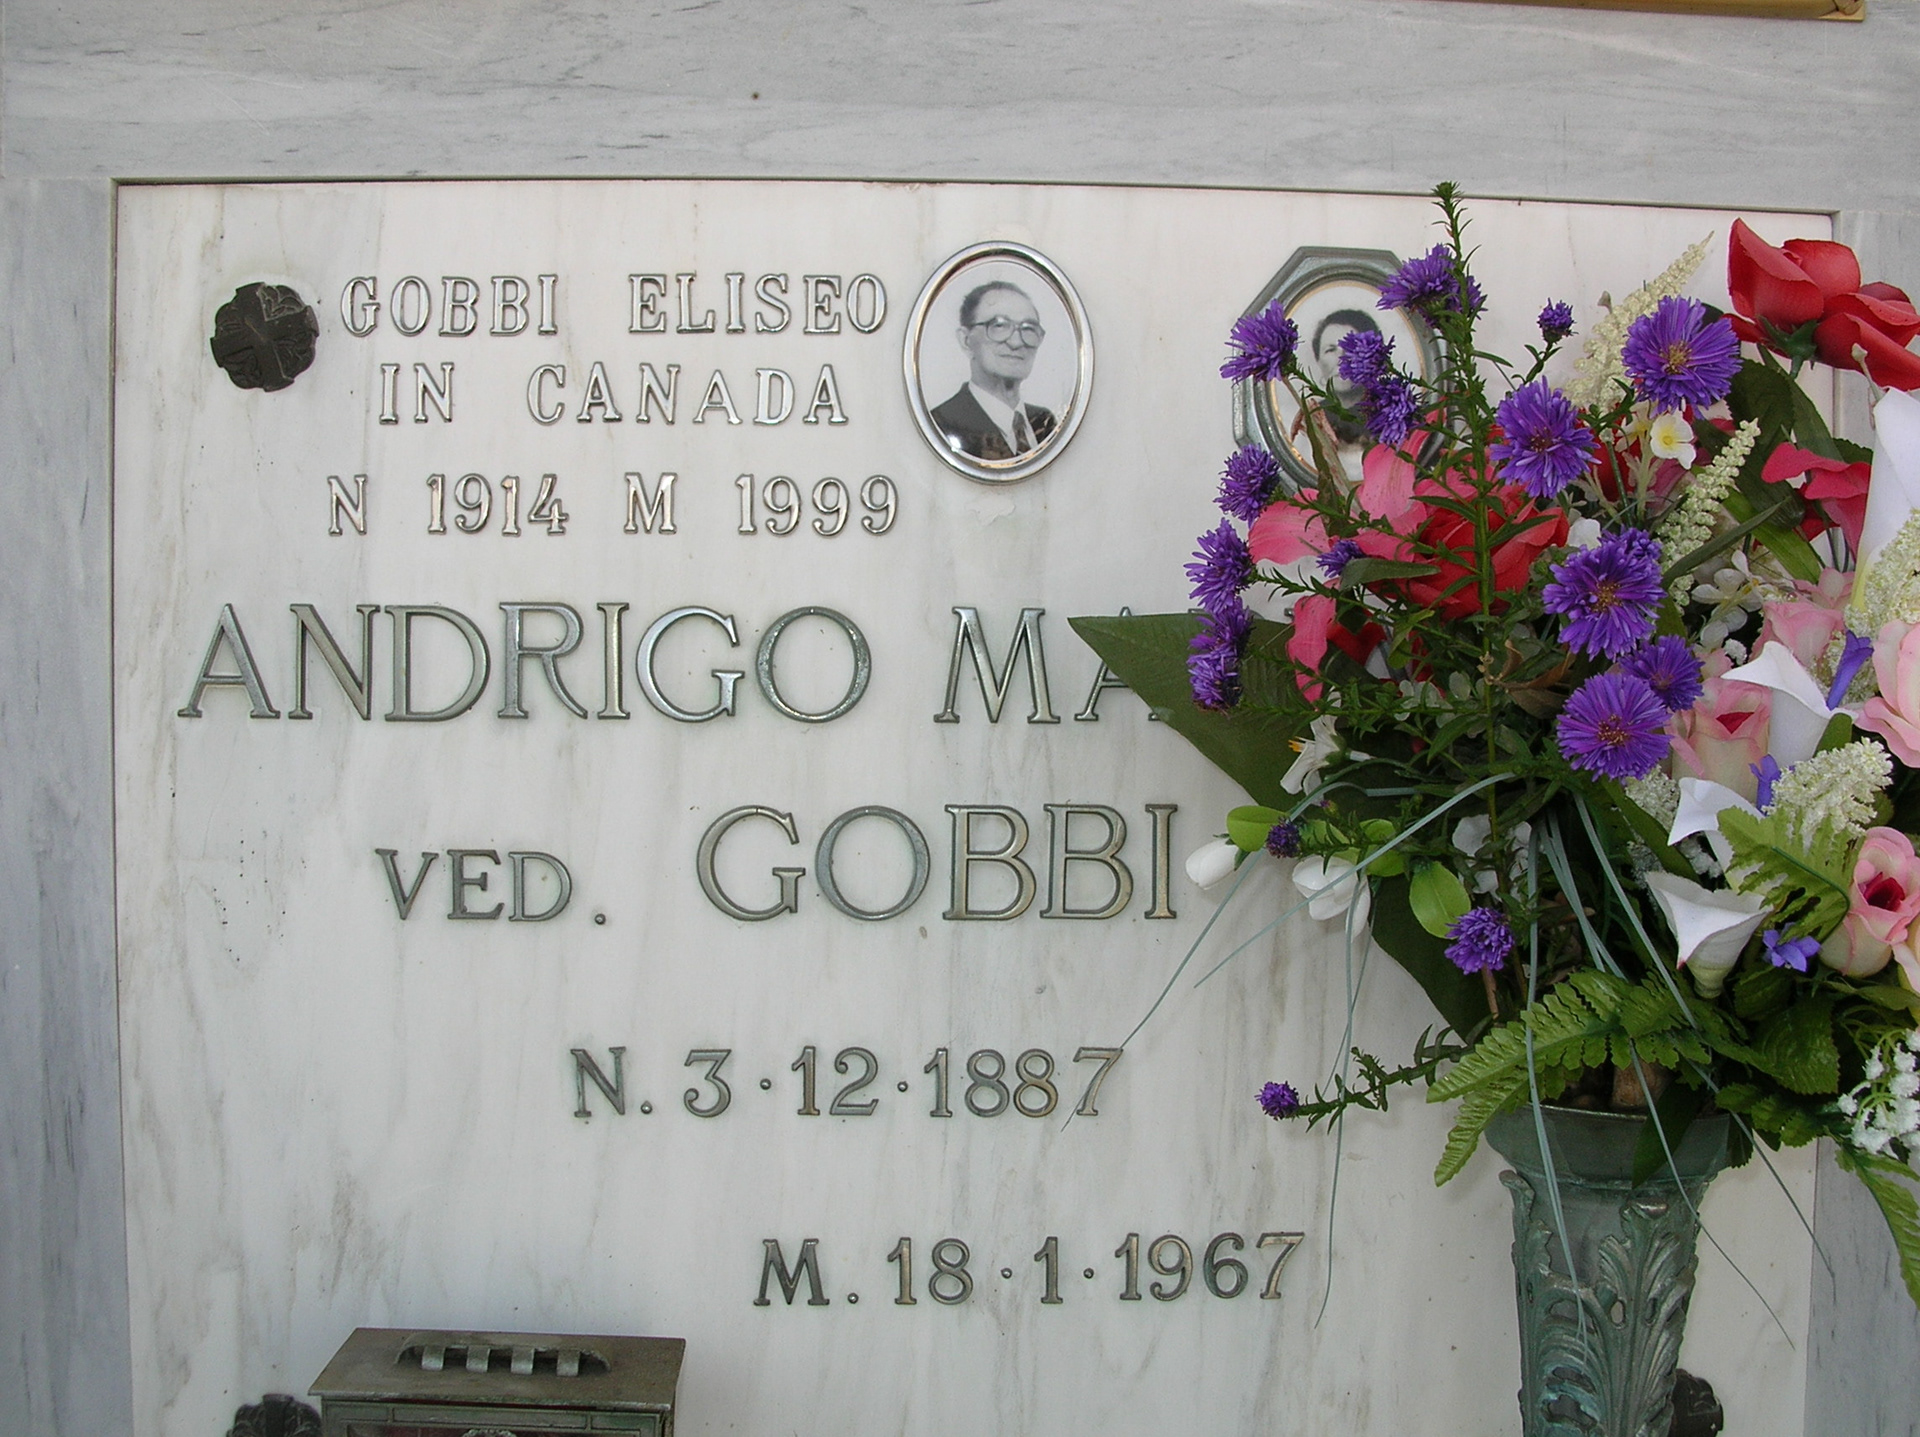 GOBBI ELISEO
IN CANADA
N 1914 M 1999
ANDRIGO
VED. GOBBI
N. 3·12·1887
M. 18·1·1967